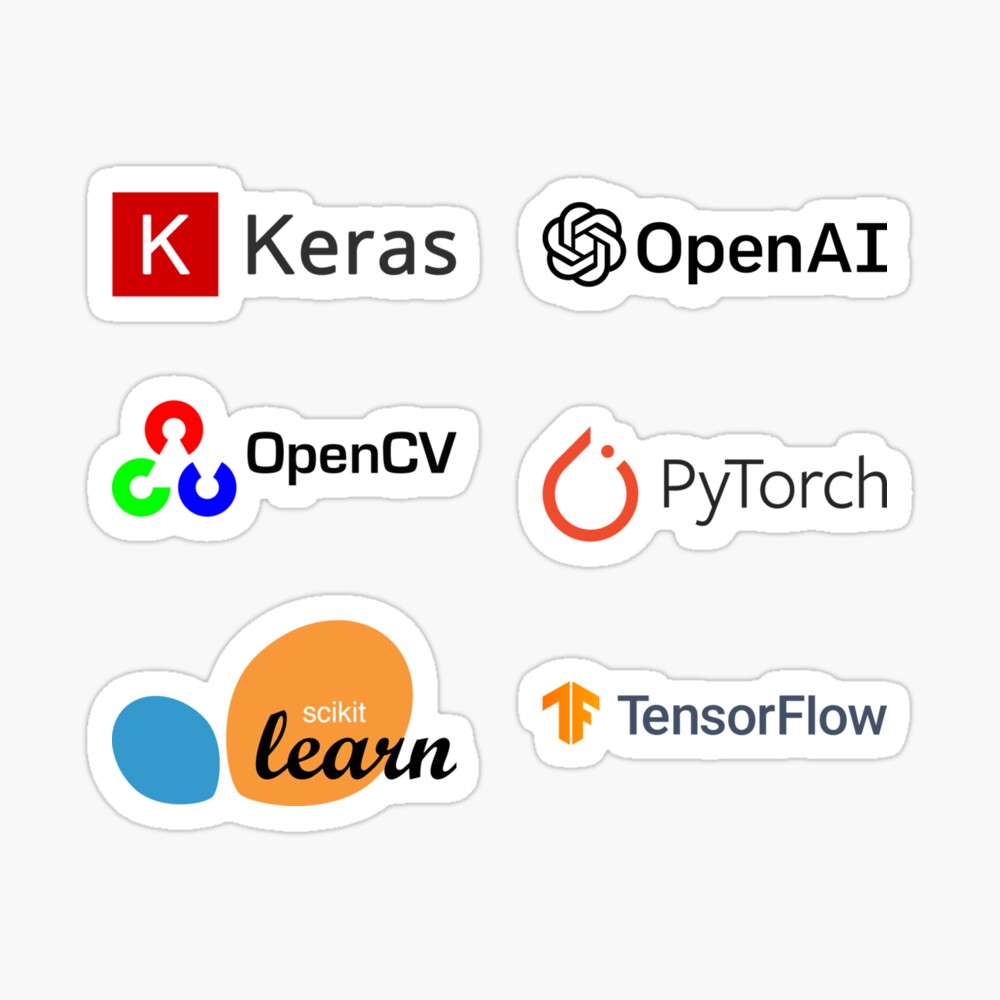 K Keras
OpenAI
OpenCV
PyTorch
scikit
learn
TensorFlow